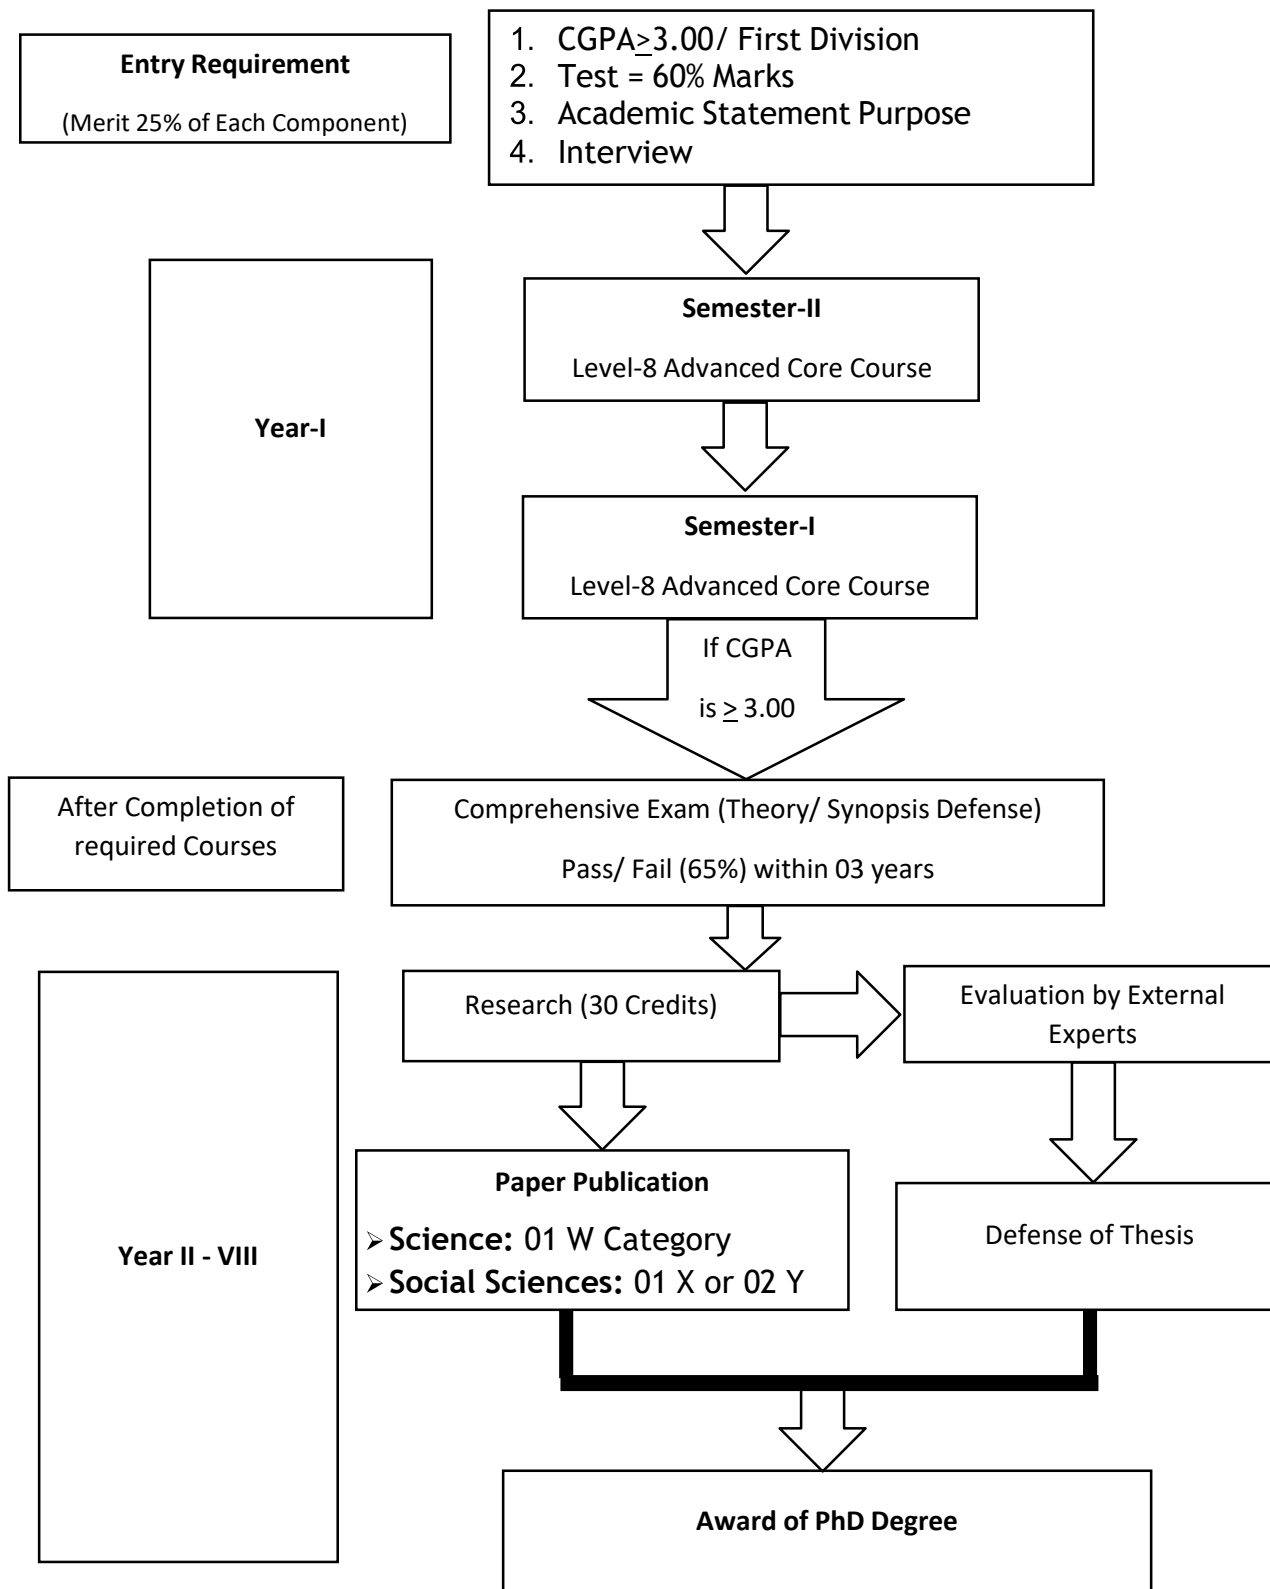 Entry Requirement
(Merit 25% of Each Component)
1. CGPA≥3.00/ First Division
2. Test = 60% Marks
3. Academic Statement Purpose
4. Interview
Year-I
Semester-II
Level-8 Advanced Core Course
Semester-I
Level-8 Advanced Core Course
If CGPA
is ≥ 3.00
After Completion of
required Courses
Comprehensive Exam (Theory/ Synopsis Defense)
Pass/ Fail (65%) within 03 years
Year II - VIII
Research (30 Credits)
Evaluation by External
Experts
Paper Publication
➢ Science: 01 W Category
➢ Social Sciences: 01 X or 02 Y
Defense of Thesis
Award of PhD Degree